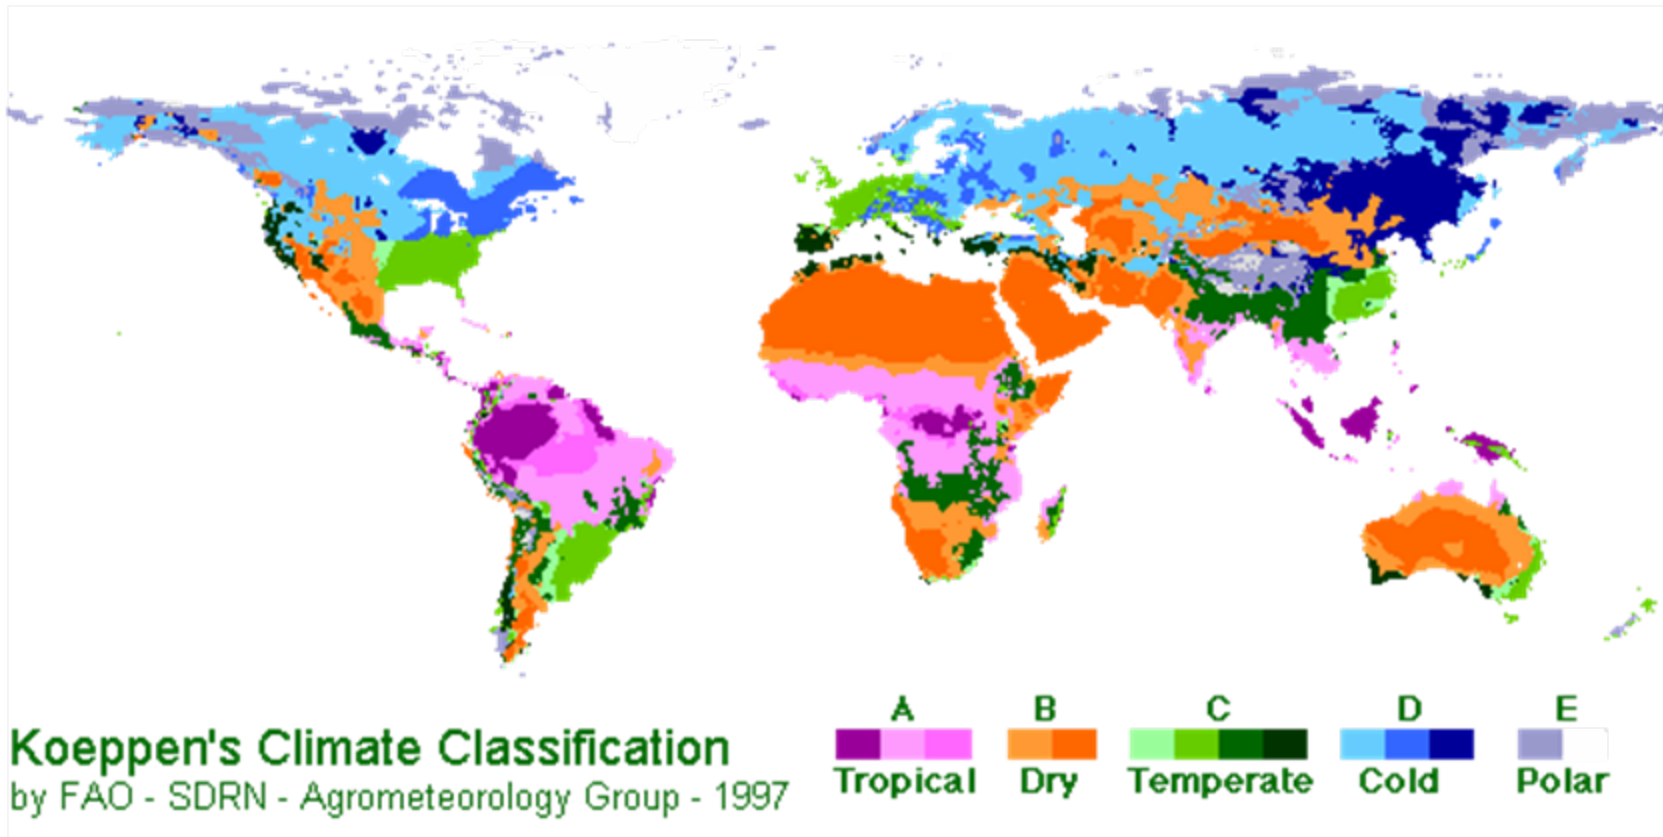 A B C D E
Tropical Dry Temperate Cold Polar
Koeppen's Climate Classification
by FAO - SDRN - Agrometeorology Group - 1997